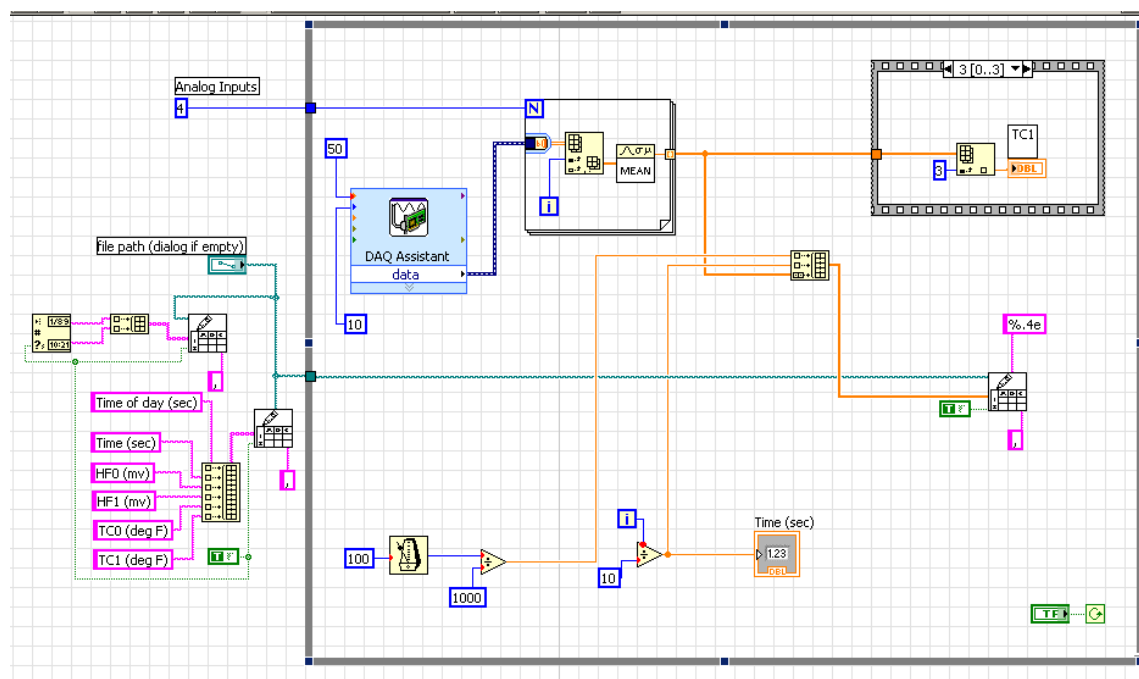 Analog Inputs
4
N
3 [0..3]
50
TC1
MEAN
i
3
DBL
DAQ Assistant
data
file path (dialog if empty)
10
1/89
#
10:21
%.4e
,
Time of day (sec)
T
Time (sec)
HF0 (mv)
,
,
HF1 (mv)
TC0 (deg F)
i
Time (sec)
TC1 (deg F)
T
100
1.23
10
DBL
1000
TF